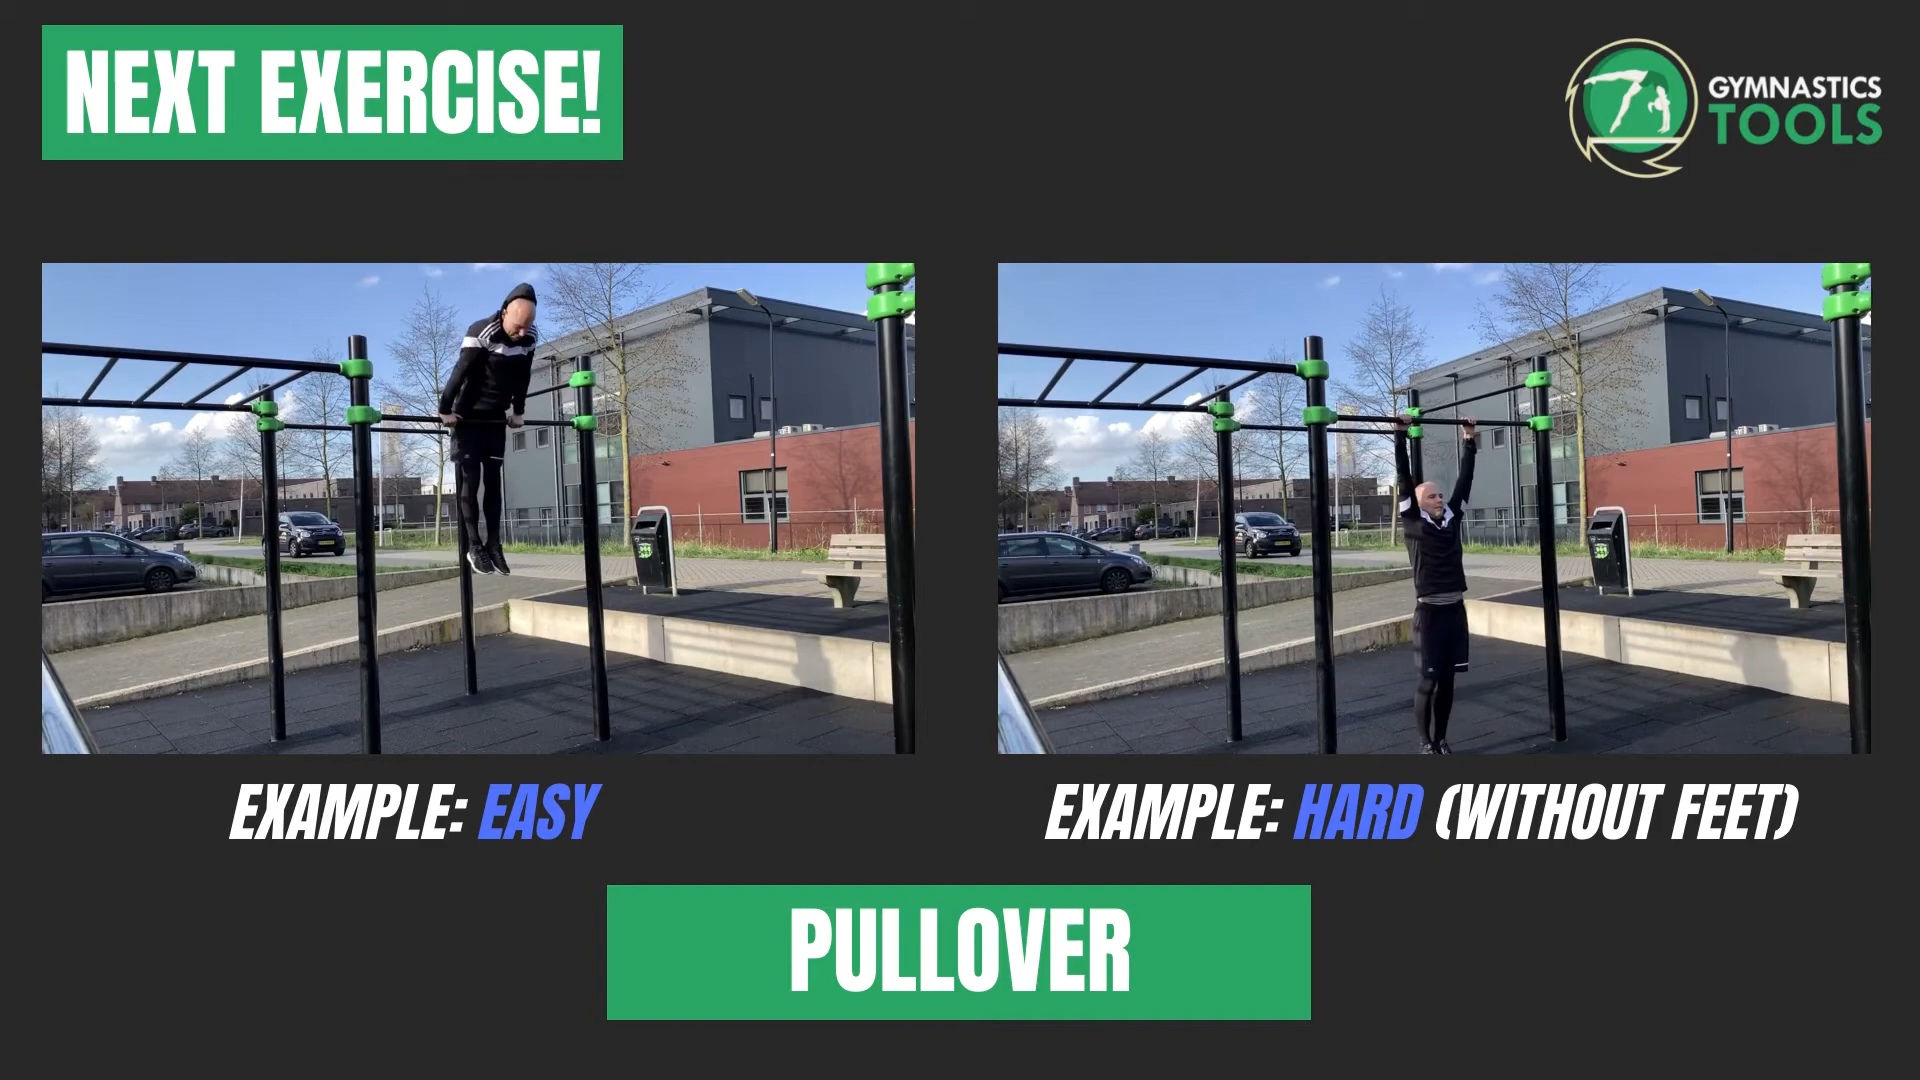 NEXT EXERCISE!
GYMNASTICS
TOOLS
EXAMPLE: EASY
EXAMPLE: HARD (WITHOUT FEET)
PULLOVER